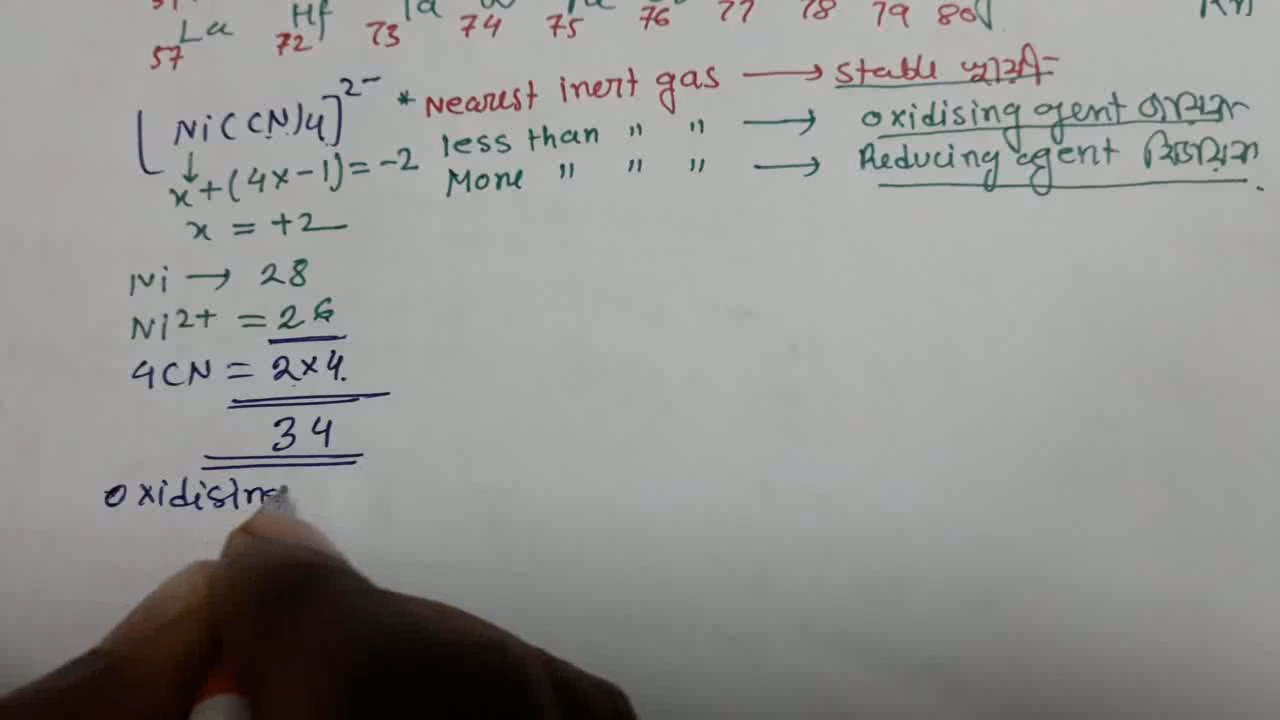 La Hf Ta
57 72 73 74 75 76 77 78 79 80
[Ni(CN)4]2- * Nearest inert gas → stable
less than " " → oxidising agent
More " " → Reducing agent
x + (4x-1) = -2
x = +2
Ni → 28
Ni2+ = 26
4CN = 2×4
34
oxidising